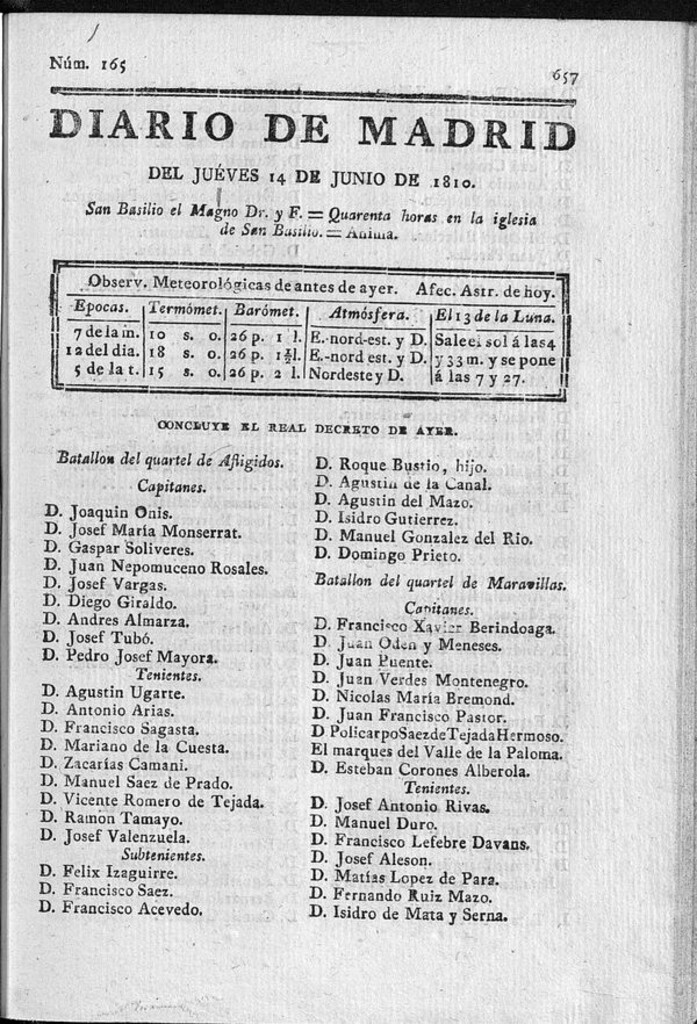 Núm. 165
657
DIARIO DE MADRID
DEL JUÉVES 14 DE JUNIO DE 1810.
San Basilio el Magno Dr. y F. = Quarenta horas en la iglesia
de San Basilio. = Anima.
Observ. Meteorológicas de antes de ayer. Afec. Astr. de hoy.
Epocas. Termómet. Barómet. Atmósfera. El 13 de la Luna.
7 de la m. 10 s. o. 26 p. 1 l. E.-nord-est. y D. Sale el sol á las 4
12 del dia. 18 s. o. 26 p. 1½l. E.-nord est. y D. y 33 m. y se pone
5 de la t. 15 s. o. 26 p. 2 l. Nordeste y D. á las 7 y 27.
CONCLUYE EL REAL DECRETO DE AYER.
Batallon del quartel de Afligidos.
Capitanes.
D. Joaquin Onis.
D. Josef María Monserrat.
D. Gaspar Soliveres.
D. Juan Nepomuceno Rosales.
D. Josef Vargas.
D. Diego Giraldo.
D. Andres Almarza.
D. Josef Tubó.
D. Pedro Josef Mayora.
Tenientes.
D. Agustin Ugarte.
D. Antonio Arias.
D. Francisco Sagasta.
D. Mariano de la Cuesta.
D. Zacarías Camani.
D. Manuel Saez de Prado.
D. Vicente Romero de Tejada.
D. Ramon Tamayo.
D. Josef Valenzuela.
Subtenientes.
D. Felix Izaguirre.
D. Francisco Saez.
D. Francisco Acevedo.
D. Roque Bustio, hijo.
D. Agustin de la Canal.
D. Agustin del Mazo.
D. Isidro Gutierrez.
D. Manuel Gonzalez del Rio.
D. Domingo Prieto.
Batallon del quartel de Maravillas.
Capitanes.
D. Francisco Xavier Berindoaga.
D. Juan Oden y Meneses.
D. Juan Puente.
D. Juan Verdes Montenegro.
D. Nicolas María Bremond.
D. Juan Francisco Pastor.
D PolicarpoSaezdeTejadaHermoso.
El marques del Valle de la Paloma.
D. Esteban Corones Alberola.
Tenientes.
D. Josef Antonio Rivas.
D. Manuel Duro.
D. Francisco Lefebre Davans.
D. Josef Aleson.
D. Matías Lopez de Para.
D. Fernando Ruiz Mazo.
D. Isidro de Mata y Serna.